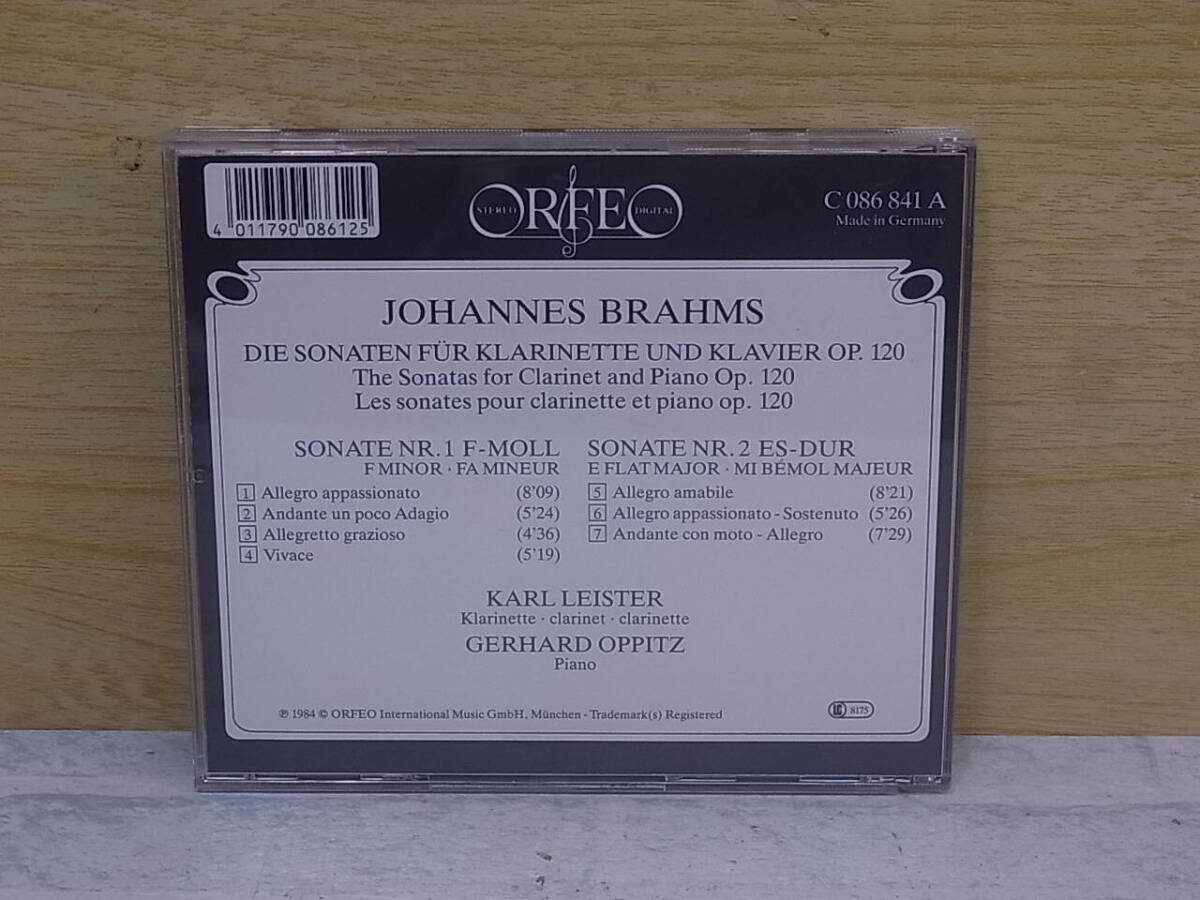 4 011790 086125
STEREO ORFEO DIGITAL
C 086 841 A
Made in Germany
JOHANNES BRAHMS
DIE SONATEN FÜR KLARINETTE UND KLAVIER OP. 120
The Sonatas for Clarinet and Piano Op. 120
Les sonates pour clarinette et piano op. 120
SONATE NR. 1 F-MOLL
F MINOR · FA MINEUR
1 Allegro appassionato (8'09)
2 Andante un poco Adagio (5'24)
3 Allegretto grazioso (4'36)
4 Vivace (5'19)
SONATE NR. 2 ES-DUR
E FLAT MAJOR · MI BÉMOL MAJEUR
5 Allegro amabile (8'21)
6 Allegro appassionato - Sostenuto (5'26)
7 Andante con moto - Allegro (7'29)
KARL LEISTER
Klarinette · clarinet · clarinette
GERHARD OPPITZ
Piano
℗ 1984 © ORFEO International Music GmbH, München - Trademark(s) Registered
LC 8175